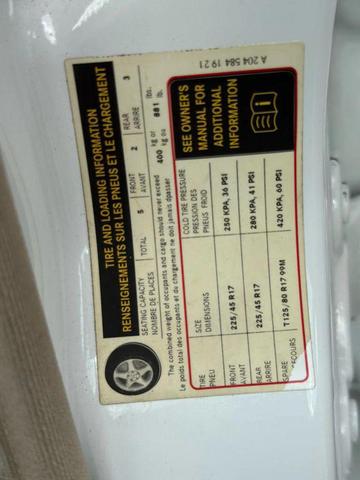 TIRE AND LOADING INFORMATION
RENSEIGNEMENTS SUR LES PNEUS ET LE CHARGEMENT
SEATING CAPACITY TOTAL 5 FRONT 2 REAR 3
NOMBRE DE PLACES AVANT ARRIÈRE
The combined weight of occupants and cargo should never exceed 400 kg or 881 lbs.
Le poids total des occupants et du chargement ne doit jamais dépasser kg ou lb.
TIRE SIZE COLD TIRE PRESSURE
PNEU DIMENSIONS PRESSION DES
PNEUS FROID
FRONT 225/45 R17 250 KPA, 36 PSI
AVANT
REAR 225/45 R17 280 KPA, 41 PSI
ARRIERE
SPARE T125/80 R17 99M 420 KPA, 60 PSI
SECOURS
SEE OWNER'S
MANUAL FOR
ADDITIONAL
INFORMATION
A 204 584 19 21